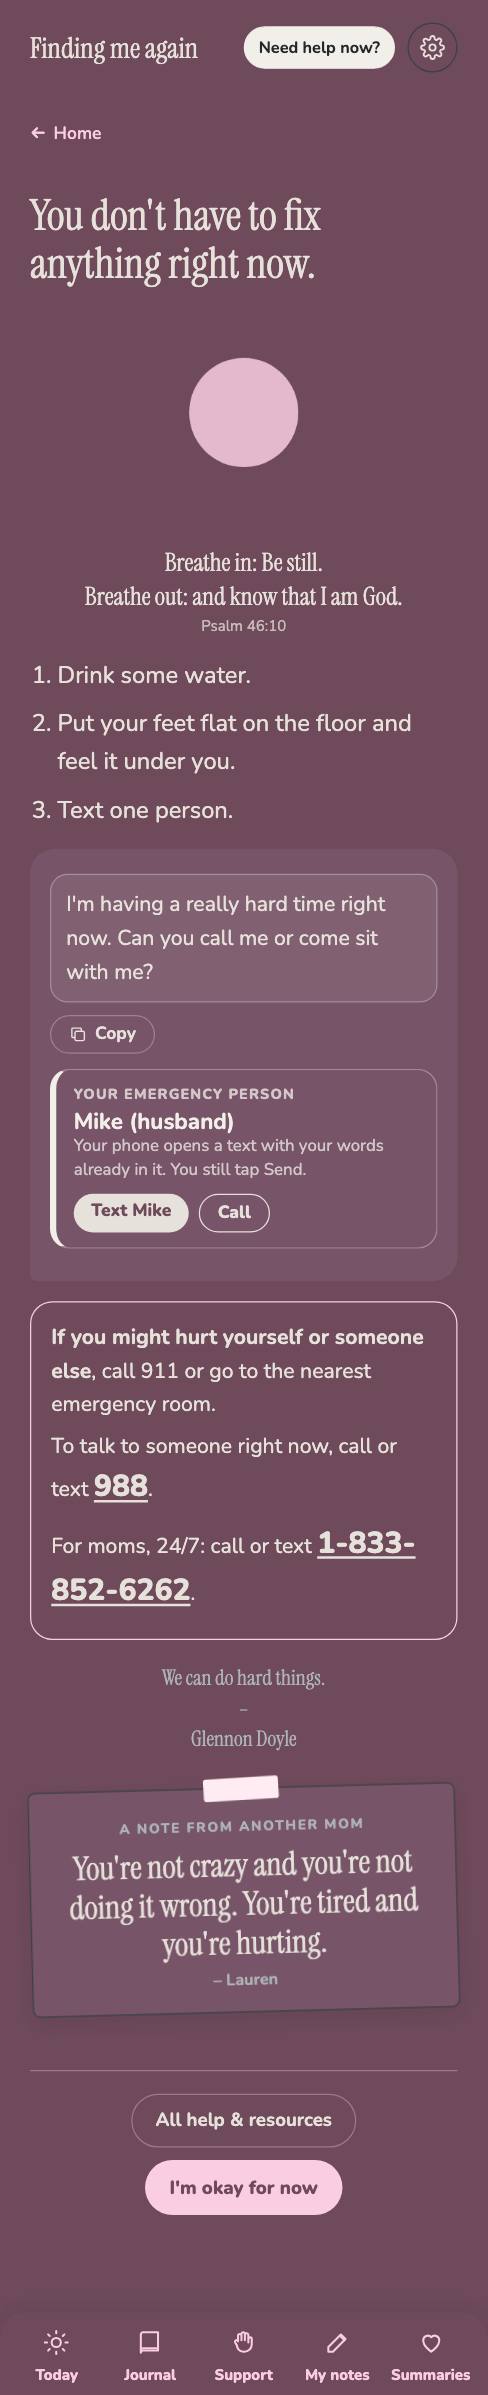 Finding me again
Need help now?
← Home
You don't have to fix
anything right now.
Breathe in: Be still.
Breathe out: and know that I am God.
Psalm 46:10
1. Drink some water.
2. Put your feet flat on the floor and
feel it under you.
3. Text one person.
I'm having a really hard time right
now. Can you call me or come sit
with me?
Copy
YOUR EMERGENCY PERSON
Mike (husband)
Your phone opens a text with your words
already in it. You still tap Send.
Text Mike
Call
If you might hurt yourself or someone
else, call 911 or go to the nearest
emergency room.
To talk to someone right now, call or
text 988.
For moms, 24/7: call or text 1-833-
852-6262.
We can do hard things.
–
Glennon Doyle
A NOTE FROM ANOTHER MOM
You're not crazy and you're not
doing it wrong. You're tired and
you're hurting.
– Lauren
All help & resources
I'm okay for now
Today
Journal
Support
My notes
Summaries